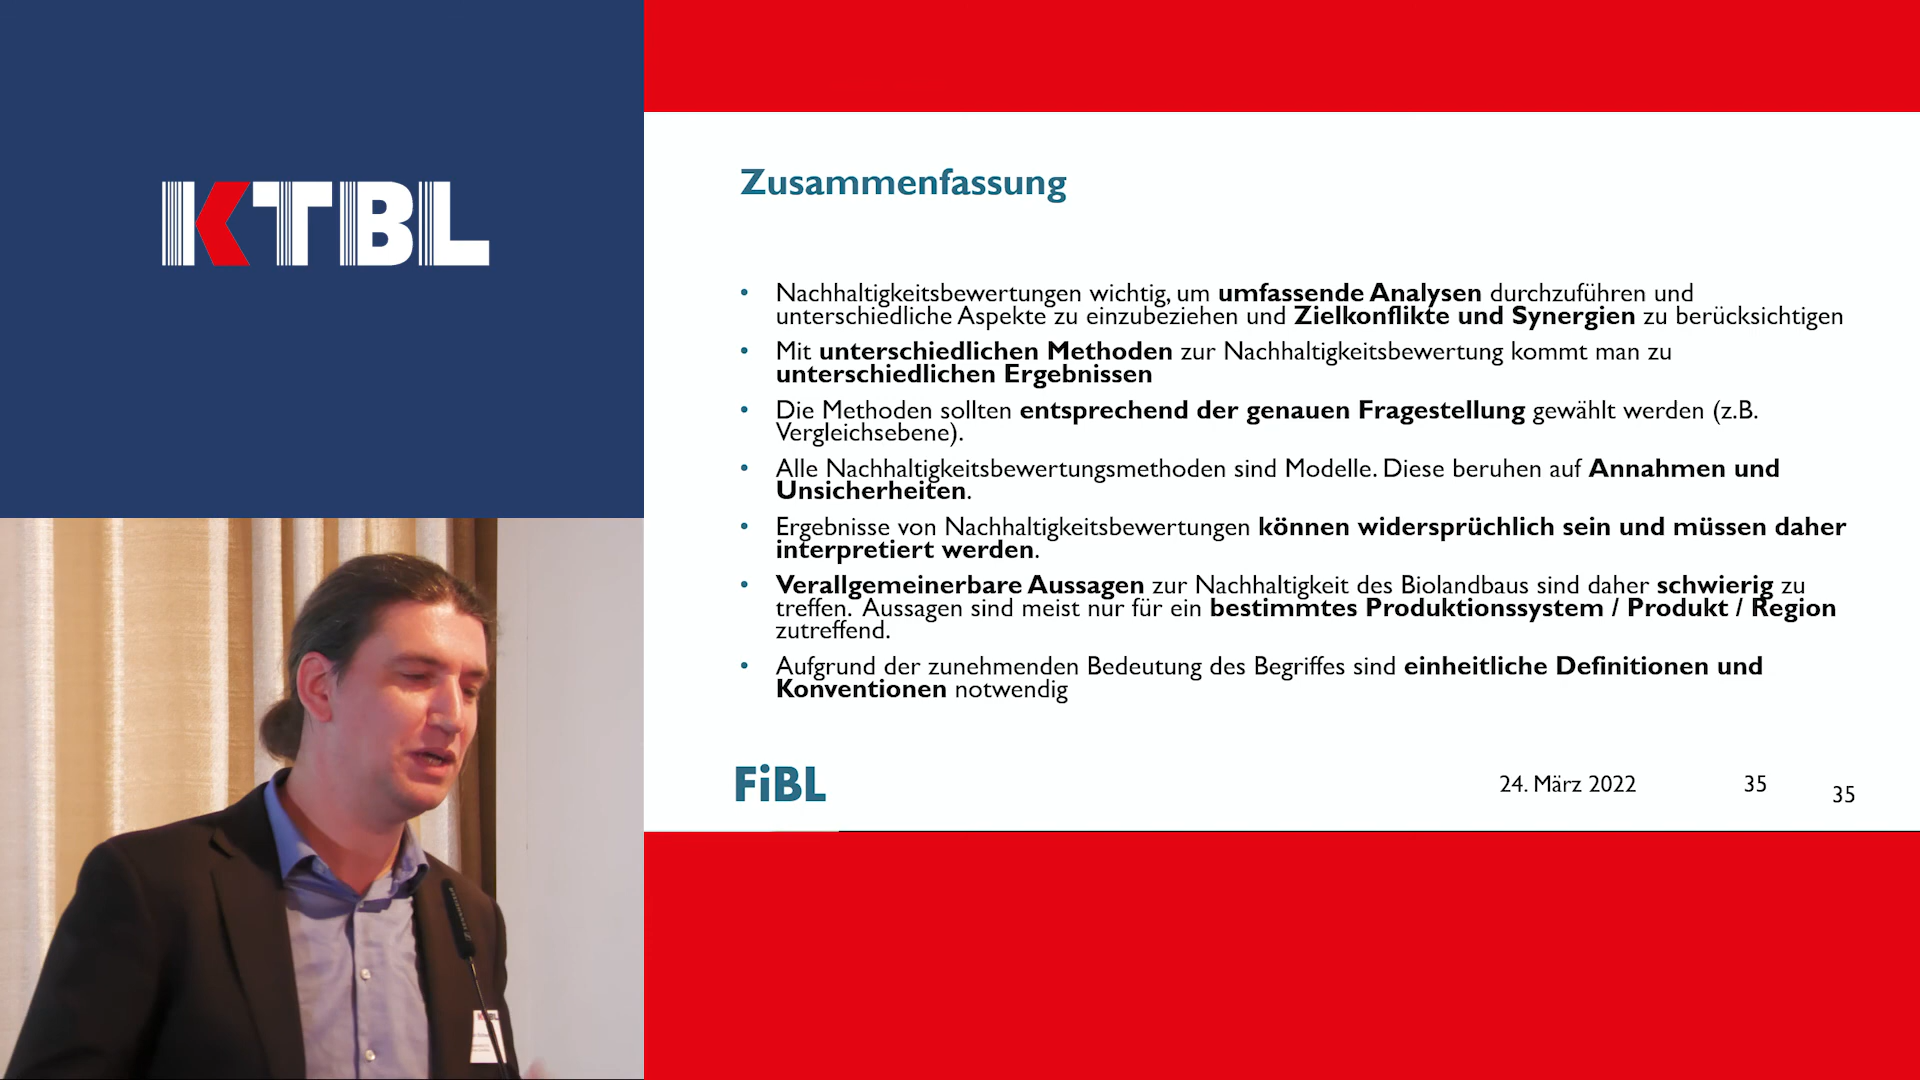 KTBL
Zusammenfassung
• Nachhaltigkeitsbewertungen wichtig, um umfassende Analysen durchzuführen und
unterschiedliche Aspekte zu einzubeziehen und Zielkonflikte und Synergien zu berücksichtigen
• Mit unterschiedlichen Methoden zur Nachhaltigkeitsbewertung kommt man zu
unterschiedlichen Ergebnissen
• Die Methoden sollten entsprechend der genauen Fragestellung gewählt werden (z.B.
Vergleichsebene).
• Alle Nachhaltigkeitsbewertungsmethoden sind Modelle. Diese beruhen auf Annahmen und
Unsicherheiten.
• Ergebnisse von Nachhaltigkeitsbewertungen können widersprüchlich sein und müssen daher
interpretiert werden.
• Verallgemeinerbare Aussagen zur Nachhaltigkeit des Biolandbaus sind daher schwierig zu
treffen. Aussagen sind meist nur für ein bestimmtes Produktionssystem / Produkt / Region
zutreffend.
• Aufgrund der zunehmenden Bedeutung des Begriffes sind einheitliche Definitionen und
Konventionen notwendig
FiBL
24. März 2022
35
35